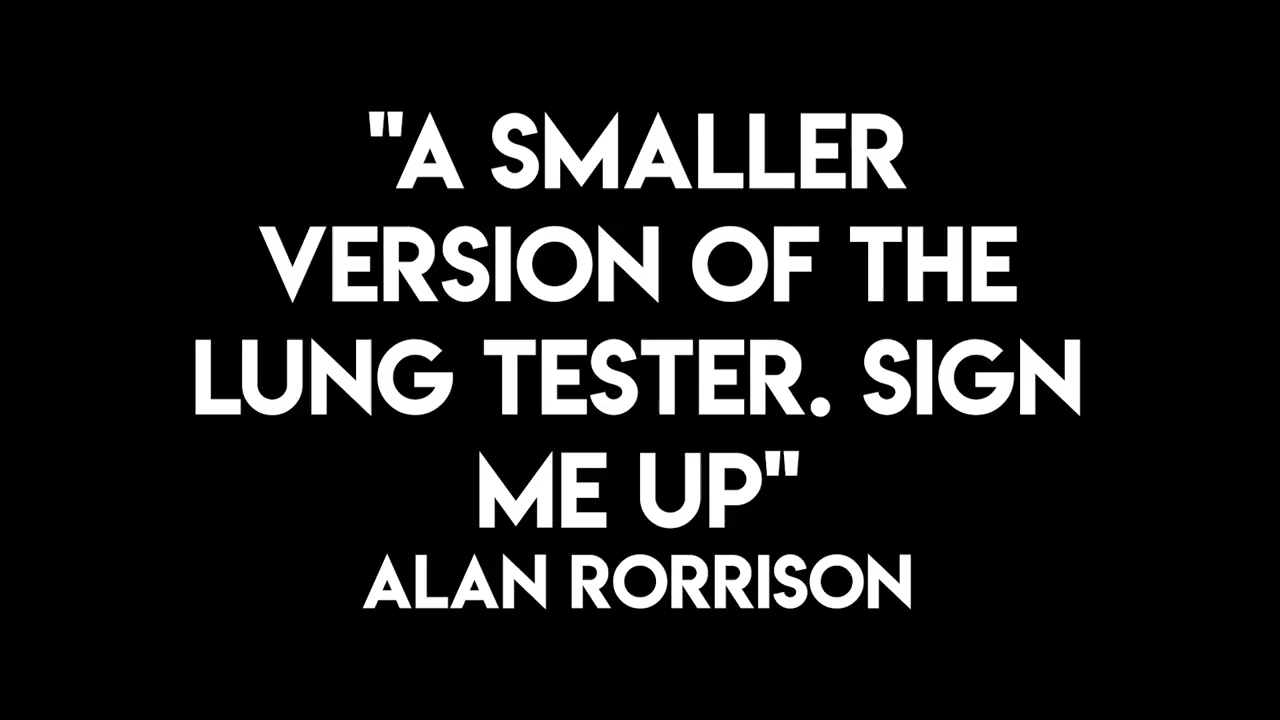 "A SMALLER
VERSION OF THE
LUNG TESTER. SIGN
ME UP"
ALAN RORRISON